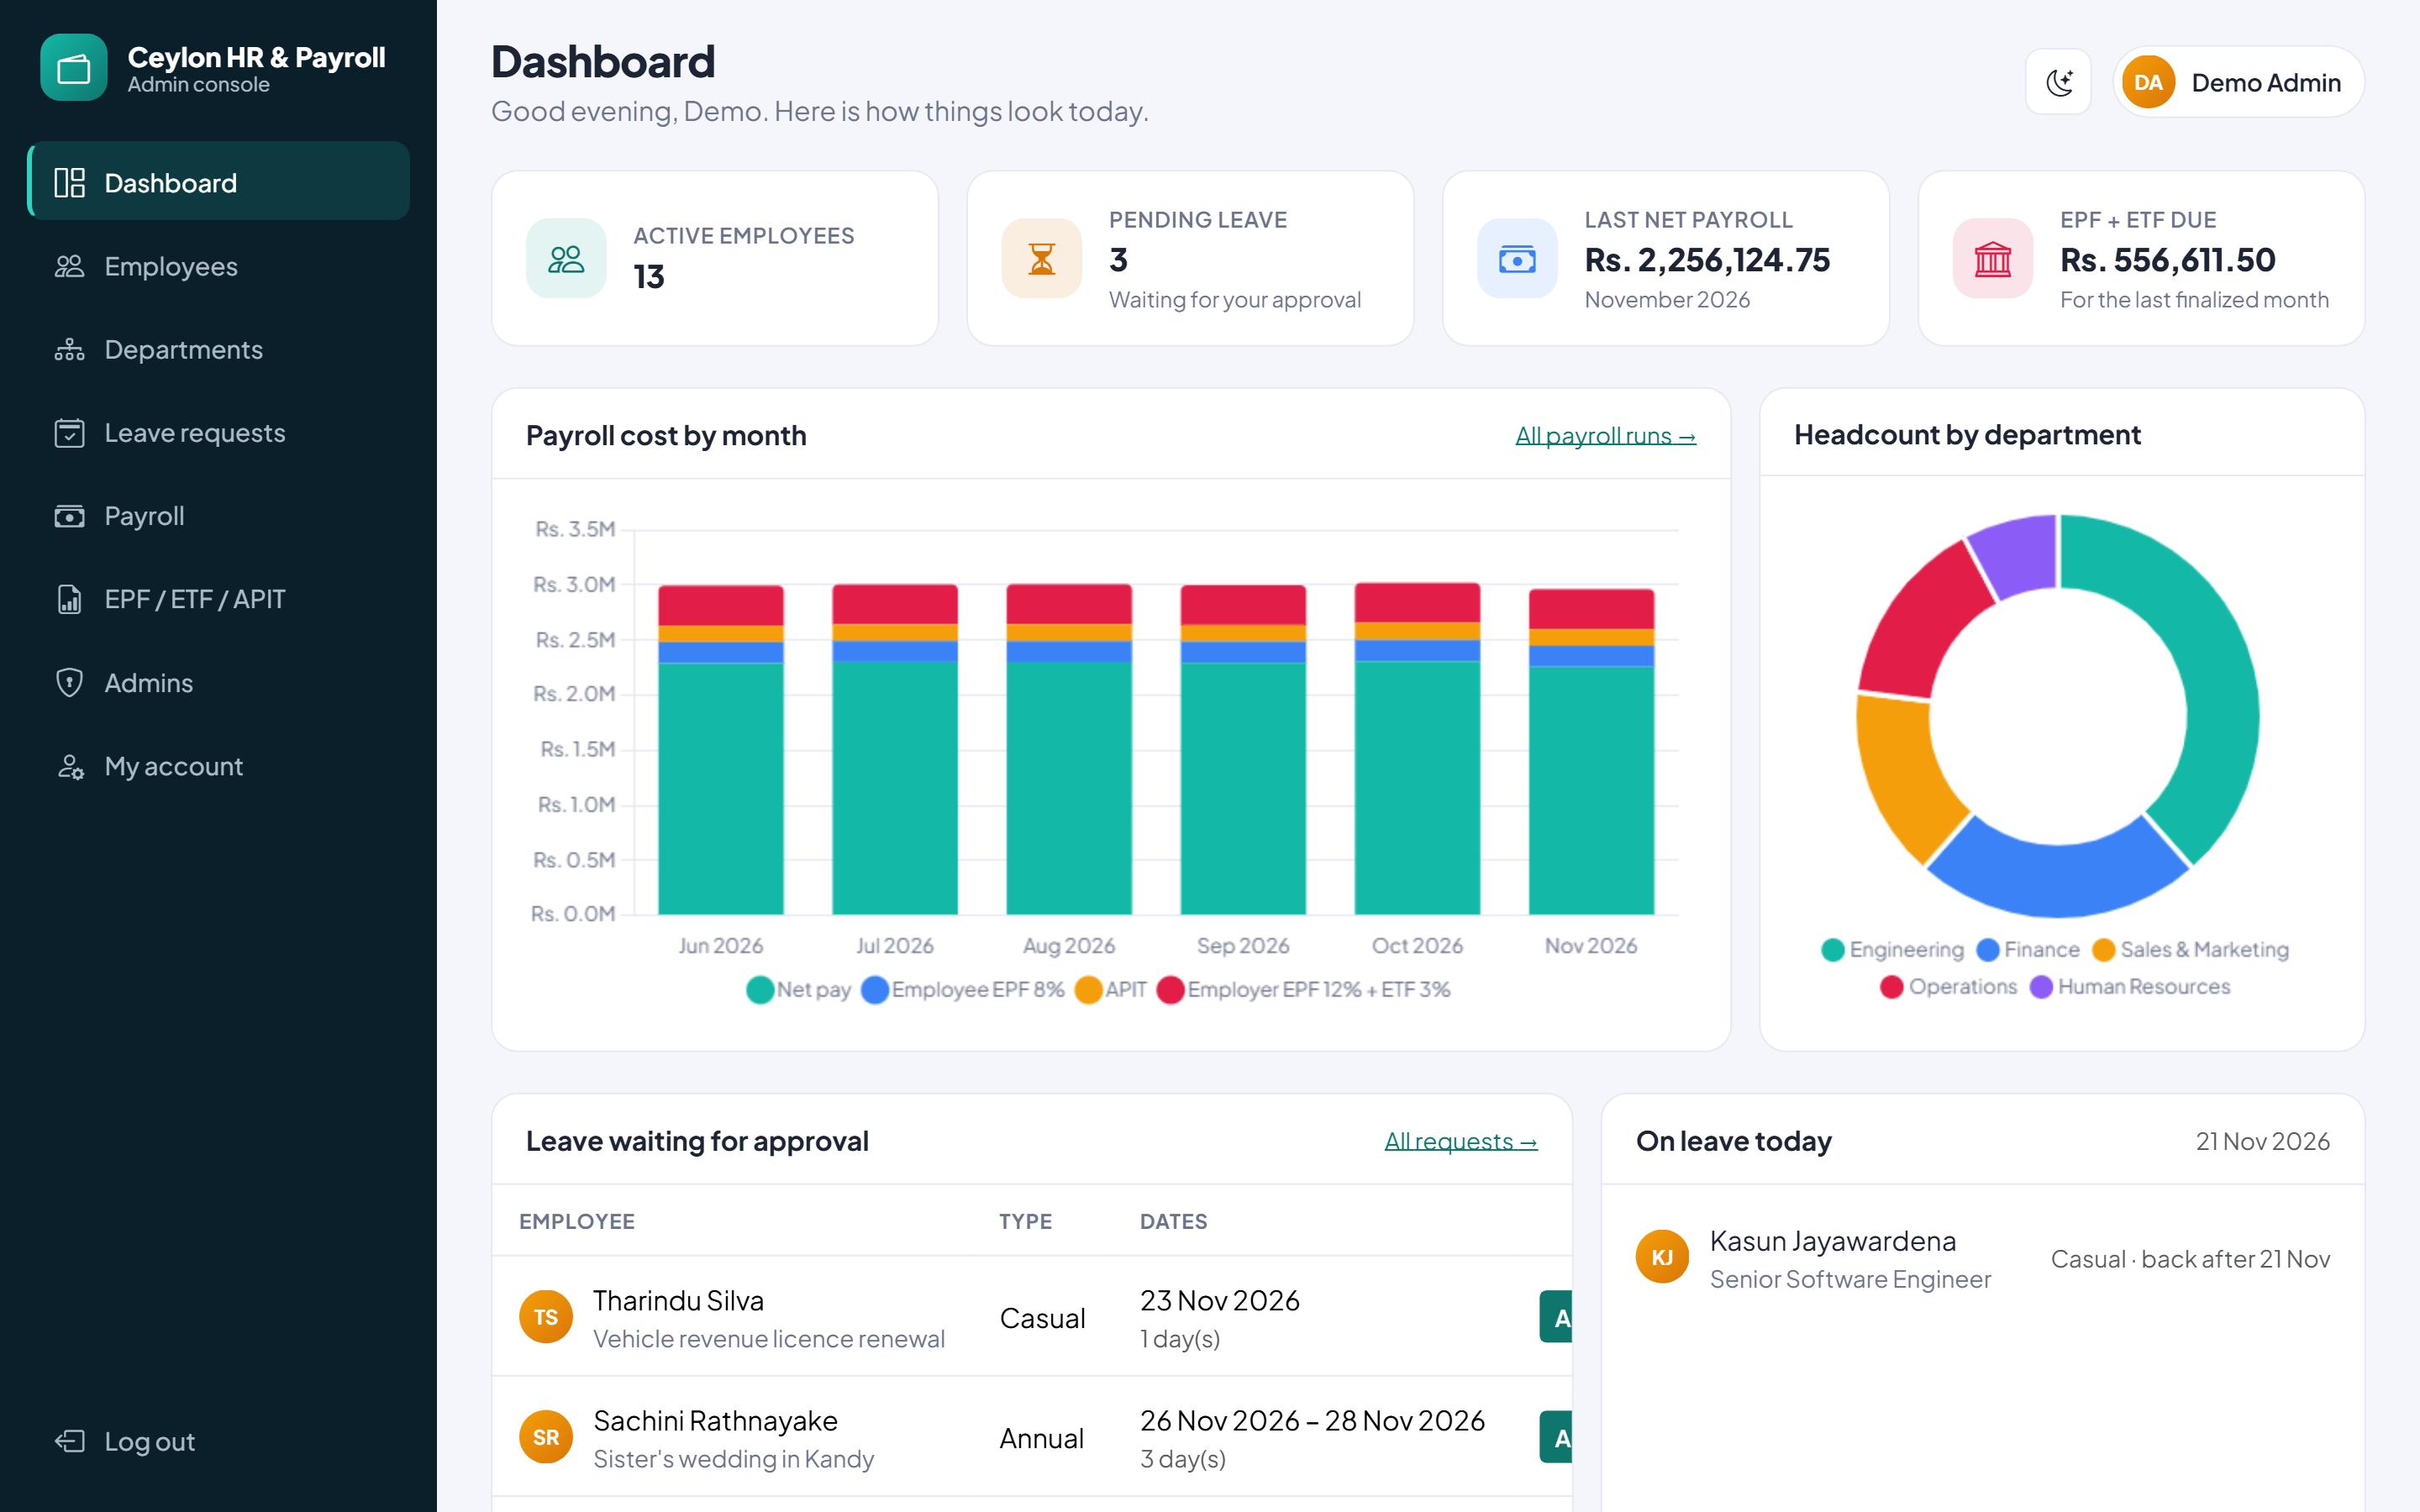 Ceylon HR & Payroll
Admin console
Dashboard
Employees
Departments
Leave requests
Payroll
EPF / ETF / APIT
Admins
My account
Log out
Dashboard
Good evening, Demo. Here is how things look today.
DA Demo Admin
ACTIVE EMPLOYEES
13
PENDING LEAVE
3
Waiting for your approval
LAST NET PAYROLL
Rs. 2,256,124.75
November 2026
EPF + ETF DUE
Rs. 556,611.50
For the last finalized month
Payroll cost by month
All payroll runs →
Rs. 3.5M
Rs. 3.0M
Rs. 2.5M
Rs. 2.0M
Rs. 1.5M
Rs. 1.0M
Rs. 0.5M
Rs. 0.0M
Jun 2026 Jul 2026 Aug 2026 Sep 2026 Oct 2026 Nov 2026
Net pay Employee EPF 8% APIT Employer EPF 12% + ETF 3%
Headcount by department
Engineering Finance Sales & Marketing
Operations Human Resources
Leave waiting for approval
All requests →
EMPLOYEE TYPE DATES
TS Tharindu Silva Casual 23 Nov 2026 A
Vehicle revenue licence renewal 1 day(s)
SR Sachini Rathnayake Annual 26 Nov 2026 – 28 Nov 2026 A
Sister's wedding in Kandy 3 day(s)
On leave today
21 Nov 2026
KJ Kasun Jayawardena
Senior Software Engineer
Casual · back after 21 Nov